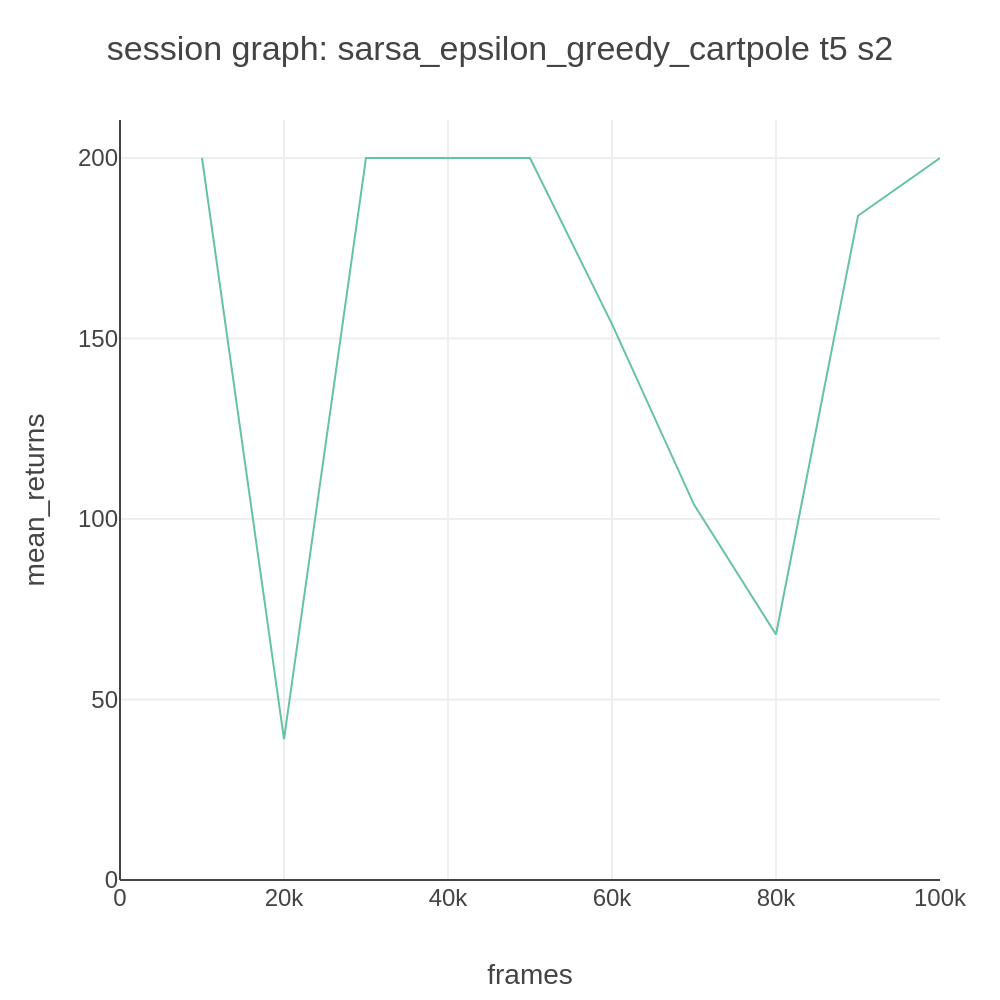 session graph: sarsa_epsilon_greedy_cartpole t5 s2
200
150
100
50
0
mean_returns
0 20k 40k 60k 80k 100k
frames